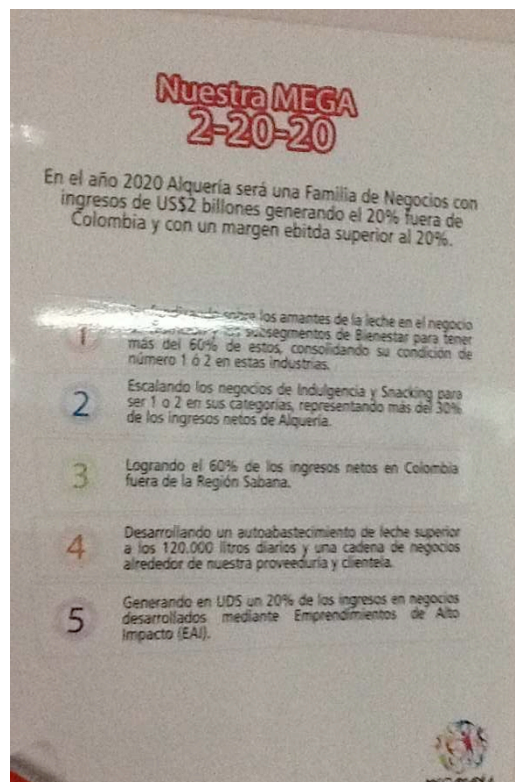 Nuestra MEGA
2-20-20
En el año 2020 Alquería será una Familia de Negocios con
ingresos de US$2 billones generando el 20% fuera de
Colombia y con un margen ebitda superior al 20%.
1
sobre los amantes de la leche en el negocio
subsegmentos de Bienestar para tener
más del 60% de estos, consolidando su condición de
número 1 ó 2 en estas industrias.
2
Escalando los negocios de Indulgencia y Snacking para
ser 1 o 2 en sus categorías, representando más del 30%
de los ingresos netos de Alquería.
3
Logrando el 60% de los ingresos netos en Colombia
fuera de la Región Sabana.
4
Desarrollando un autoabastecimiento de leche superior
a los 120.000 litros diarios y una cadena de negocios
alrededor de nuestra proveeduría y clientela.
5
Generando en UDS un 20% de los ingresos en negocios
desarrollados mediante Emprendimientos de Alto
Impacto (EAI).